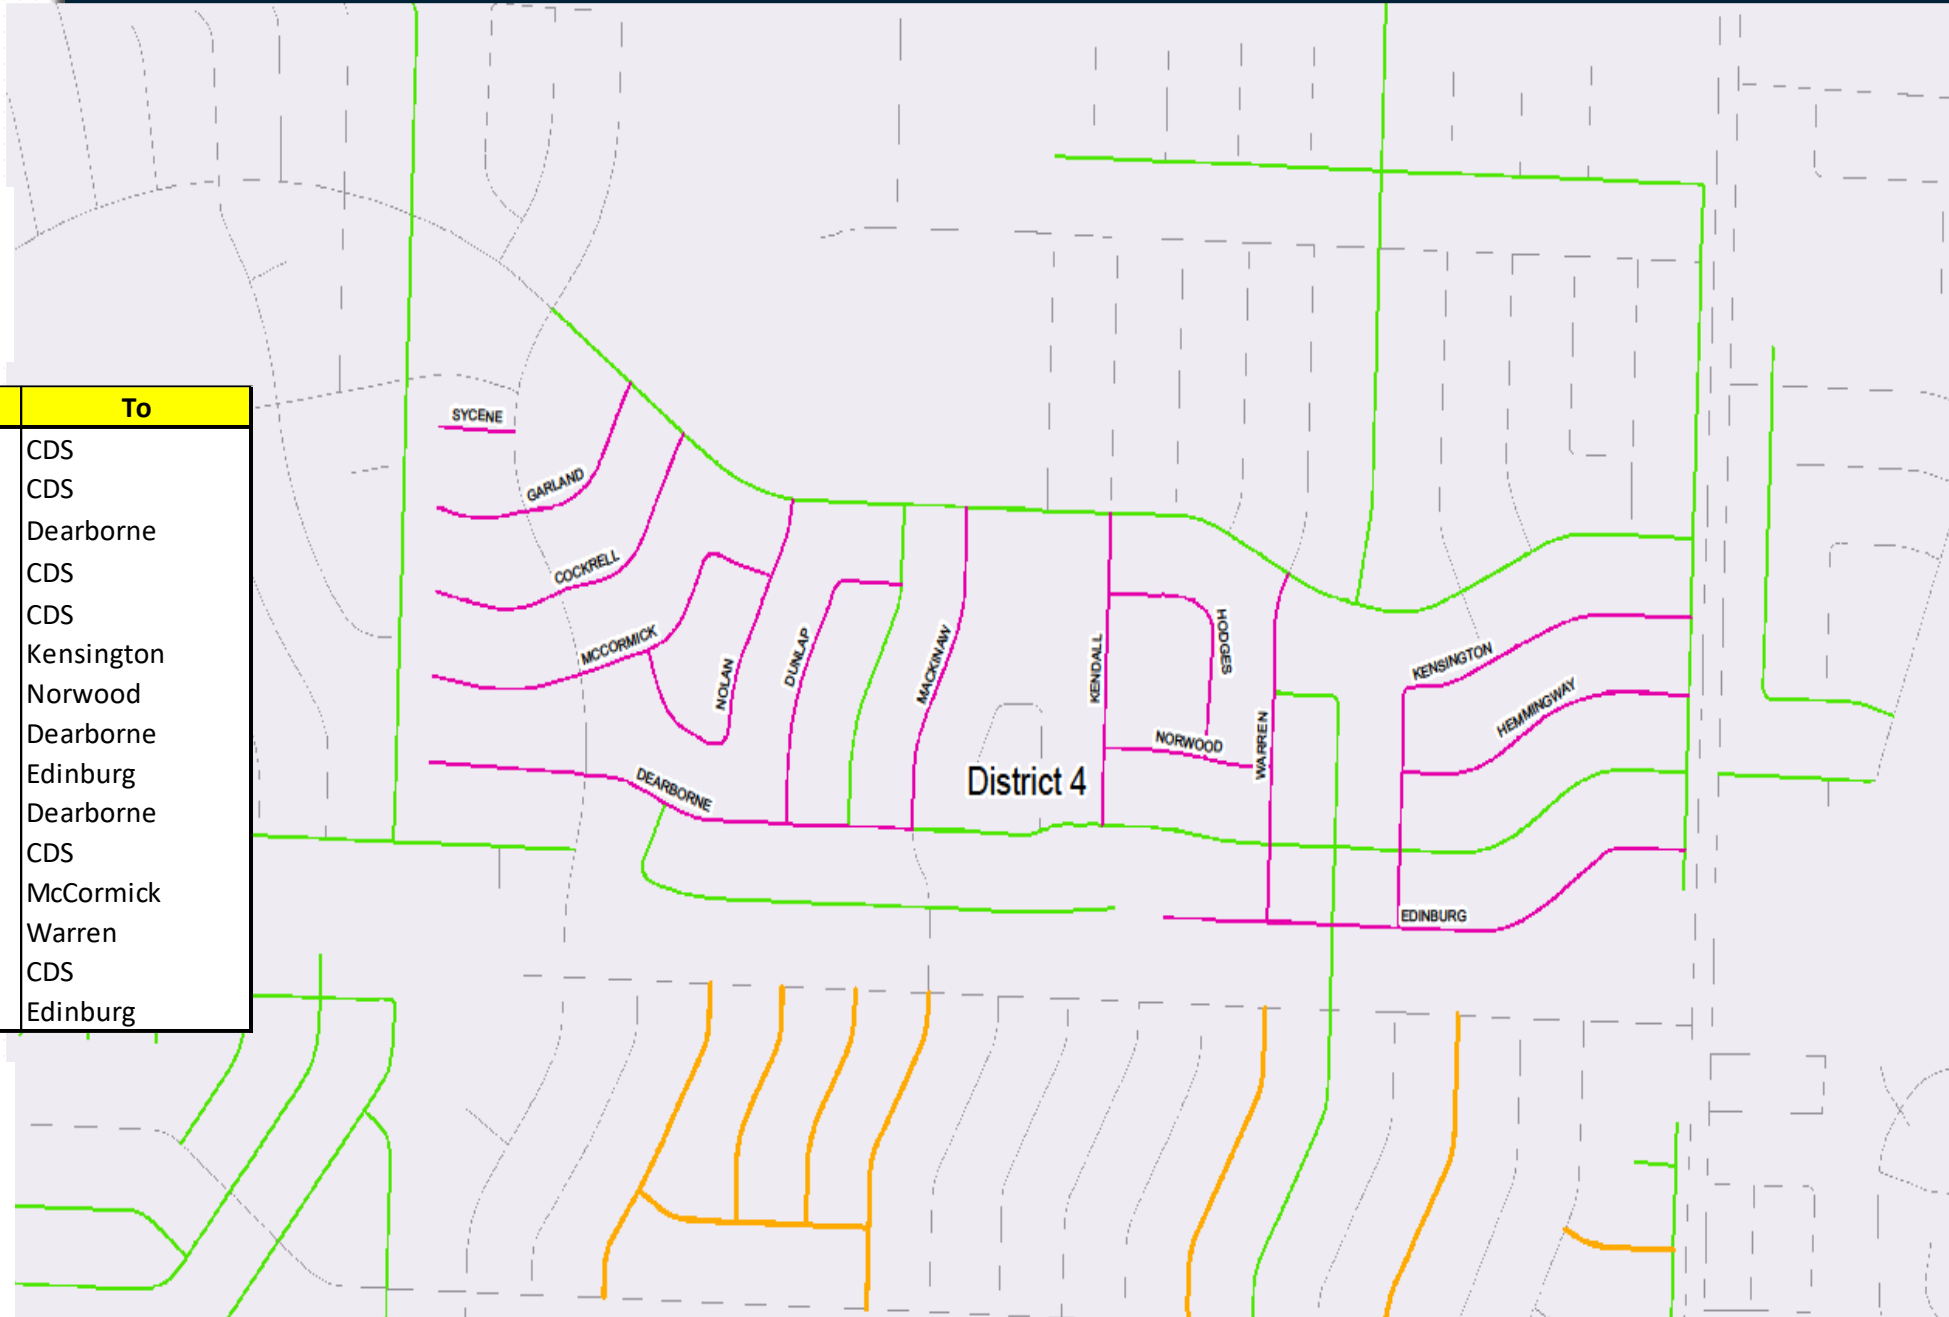 To
CDS
CDS
Dearborne
CDS
CDS
Kensington
Norwood
Dearborne
Edinburg
Dearborne
CDS
McCormick
Warren
CDS
Edinburg
SYCENE
GARLAND
COCKRELL
MCCORMICK
NOLAN
DUNLAP
MACKINAW
KENDALL
HODGES
NORWOOD
WARREN
KENSINGTON
HEMMINGWAY
DEARBORNE
District 4
EDINBURG